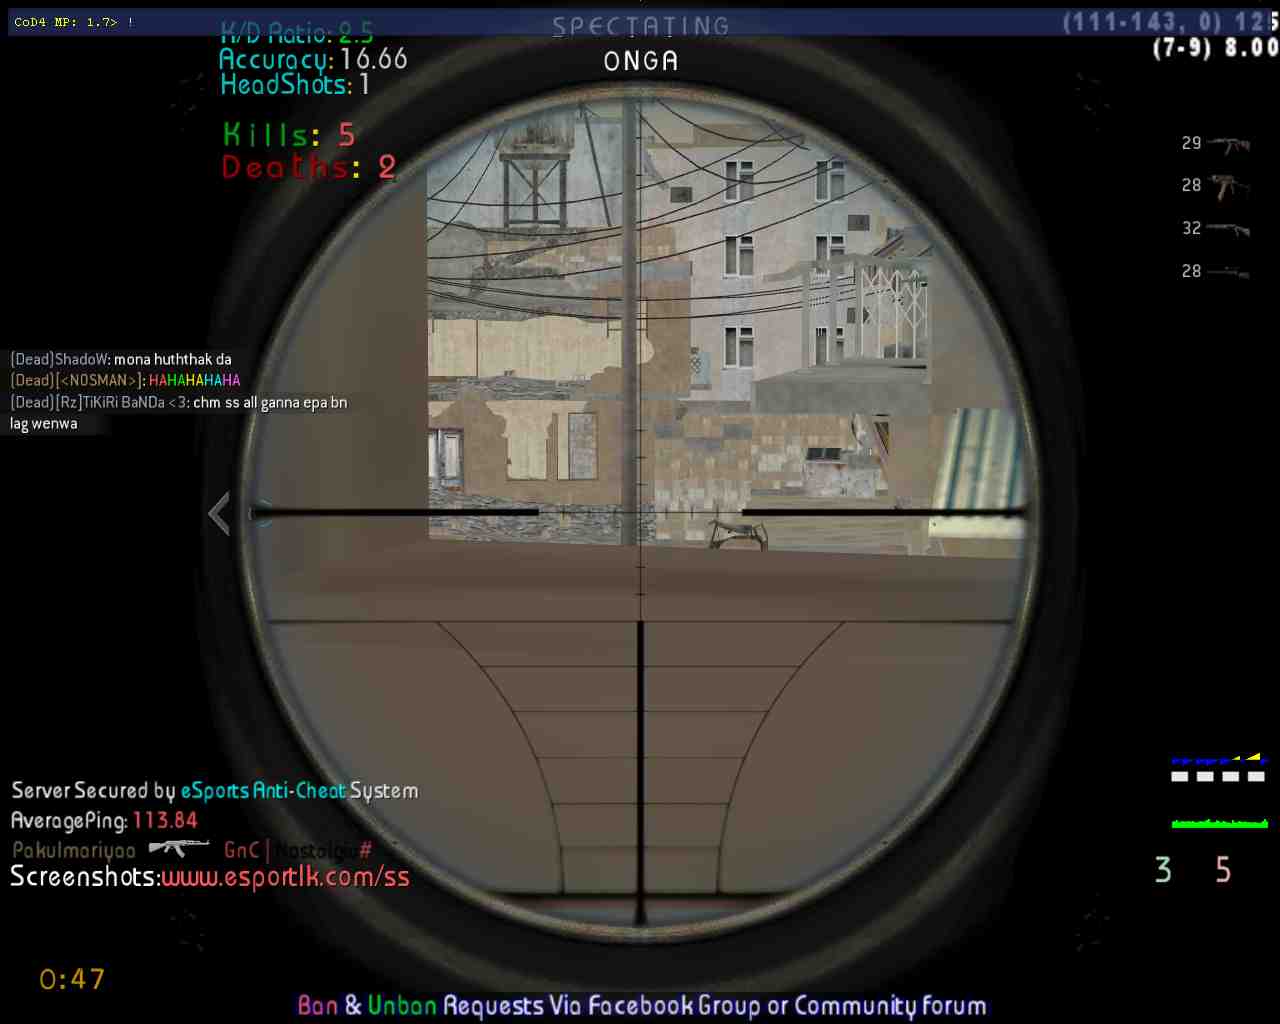 CoD4 MP: 1.7> !
SPECTATING
ONGA
(111-143, 0) 125
(7-9) 8.00
K/D Ratio: 2.5
Accuracy: 16.66
HeadShots: 1
Kills: 5
Deaths: 2
29
28
32
28
(Dead)ShadoW: mona huththak da
(Dead)[<NOSMAN>]: HAHAHAHAHA
(Dead)[Rz]TiKiRi BaNDa <3: chm ss all ganna epa bn
lag wenwa
Server Secured by eSports Anti-Cheat System
AveragePing: 113.84
Pakulmariyaa GnC | Nostalgiu#
Screenshots:www.esportlk.com/ss
3 5
0:47
Ban & Unban Requests Via Facebook Group or Community Forum